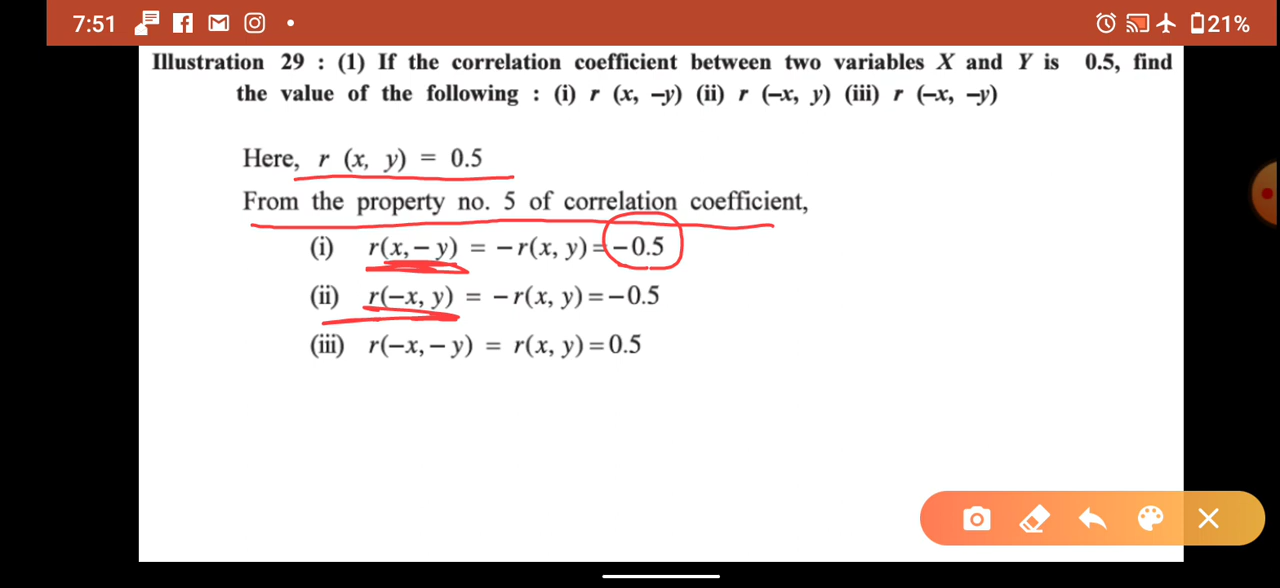 7:51
21%
Illustration 29 : (1) If the correlation coefficient between two variables X and Y is 0.5, find
the value of the following : (i) r (x, –y) (ii) r (–x, y) (iii) r (–x, –y)
Here, r (x, y) = 0.5
From the property no. 5 of correlation coefficient,
(i) r(x,– y) = – r(x, y)=–0.5
(ii) r(–x, y) = – r(x, y)=–0.5
(iii) r(–x,– y) = r(x, y)=0.5